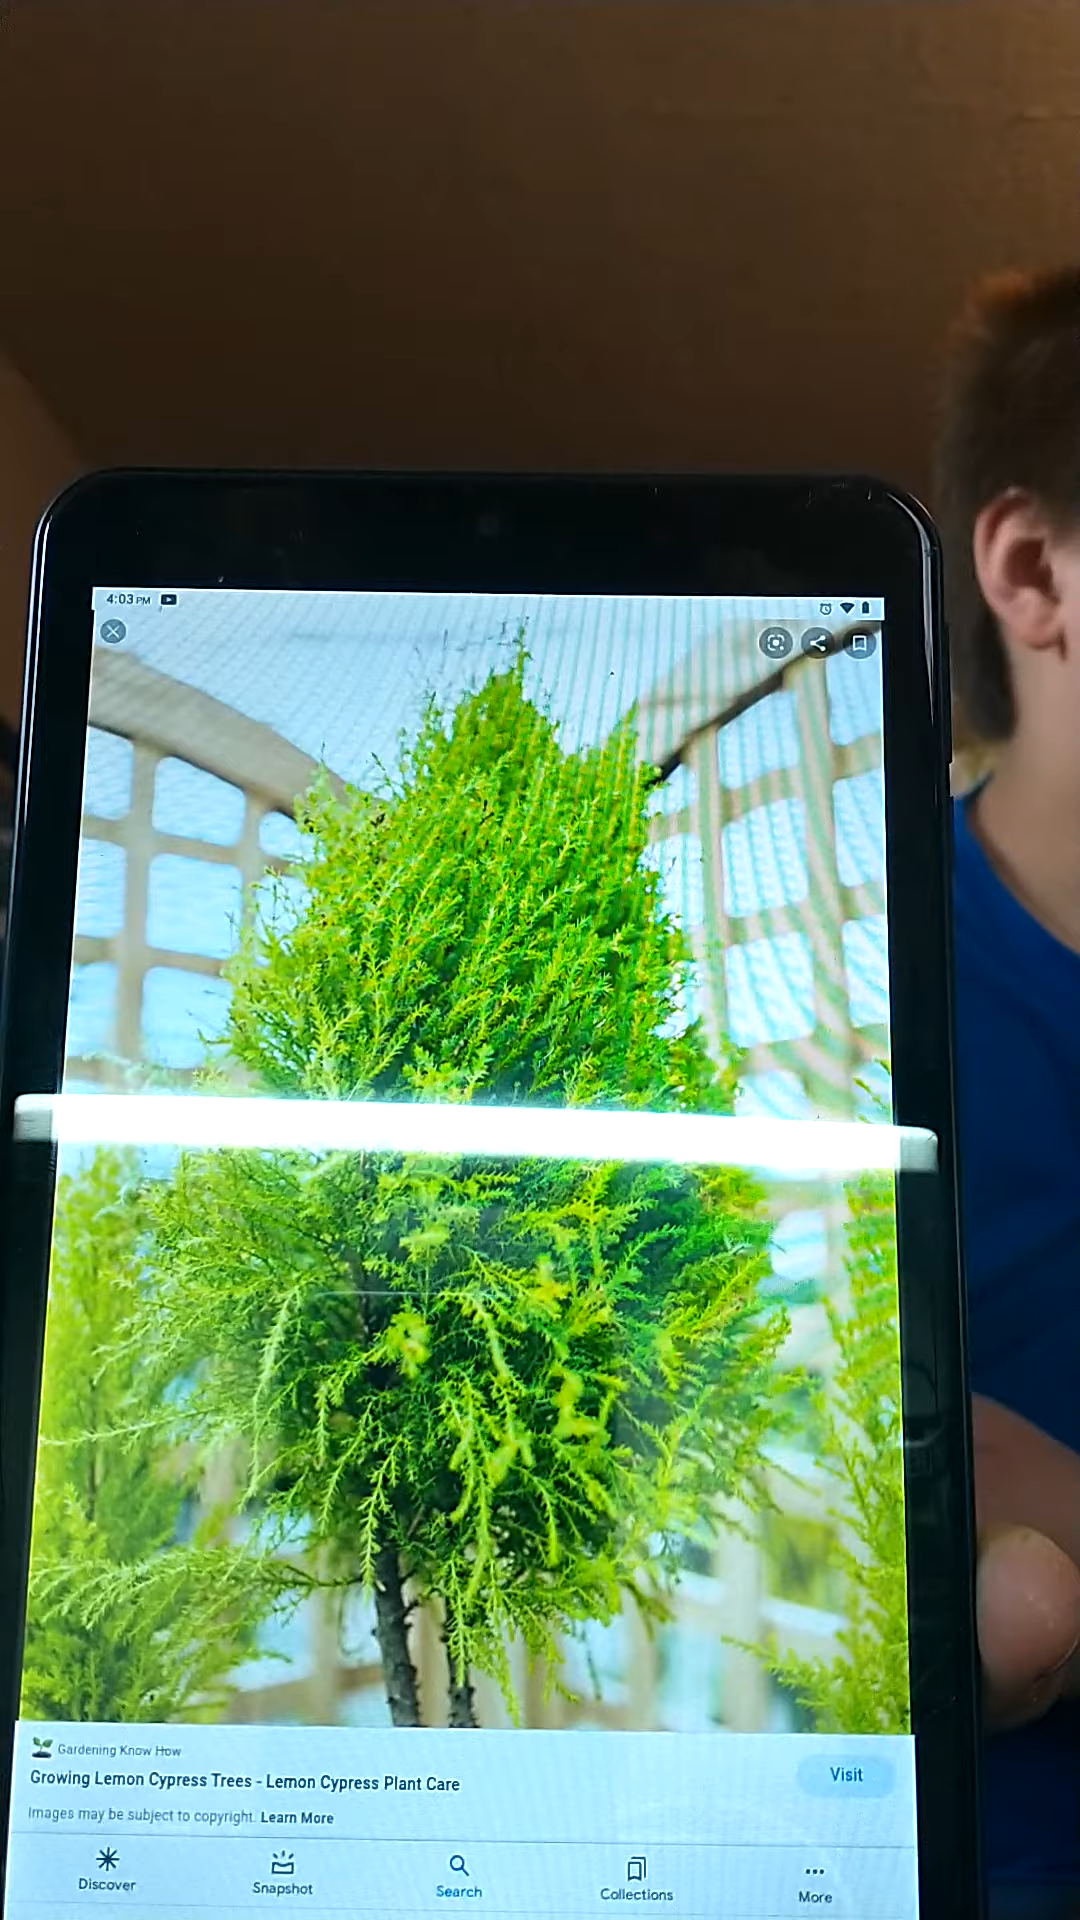 4:03 PM
Gardening Know How
Growing Lemon Cypress Trees - Lemon Cypress Plant Care
Visit
Images may be subject to copyright. Learn More
Discover
Snapshot
Search
Collections
More